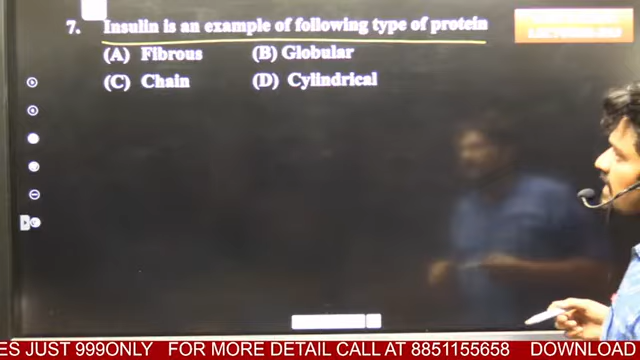 7. Insulin is an example of following type of protein
(A) Fibrous (B) Globular
(C) Chain (D) Cylindrical
ES JUST 999ONLY FOR MORE DETAIL CALL AT 8851155658 DOWNLOAD